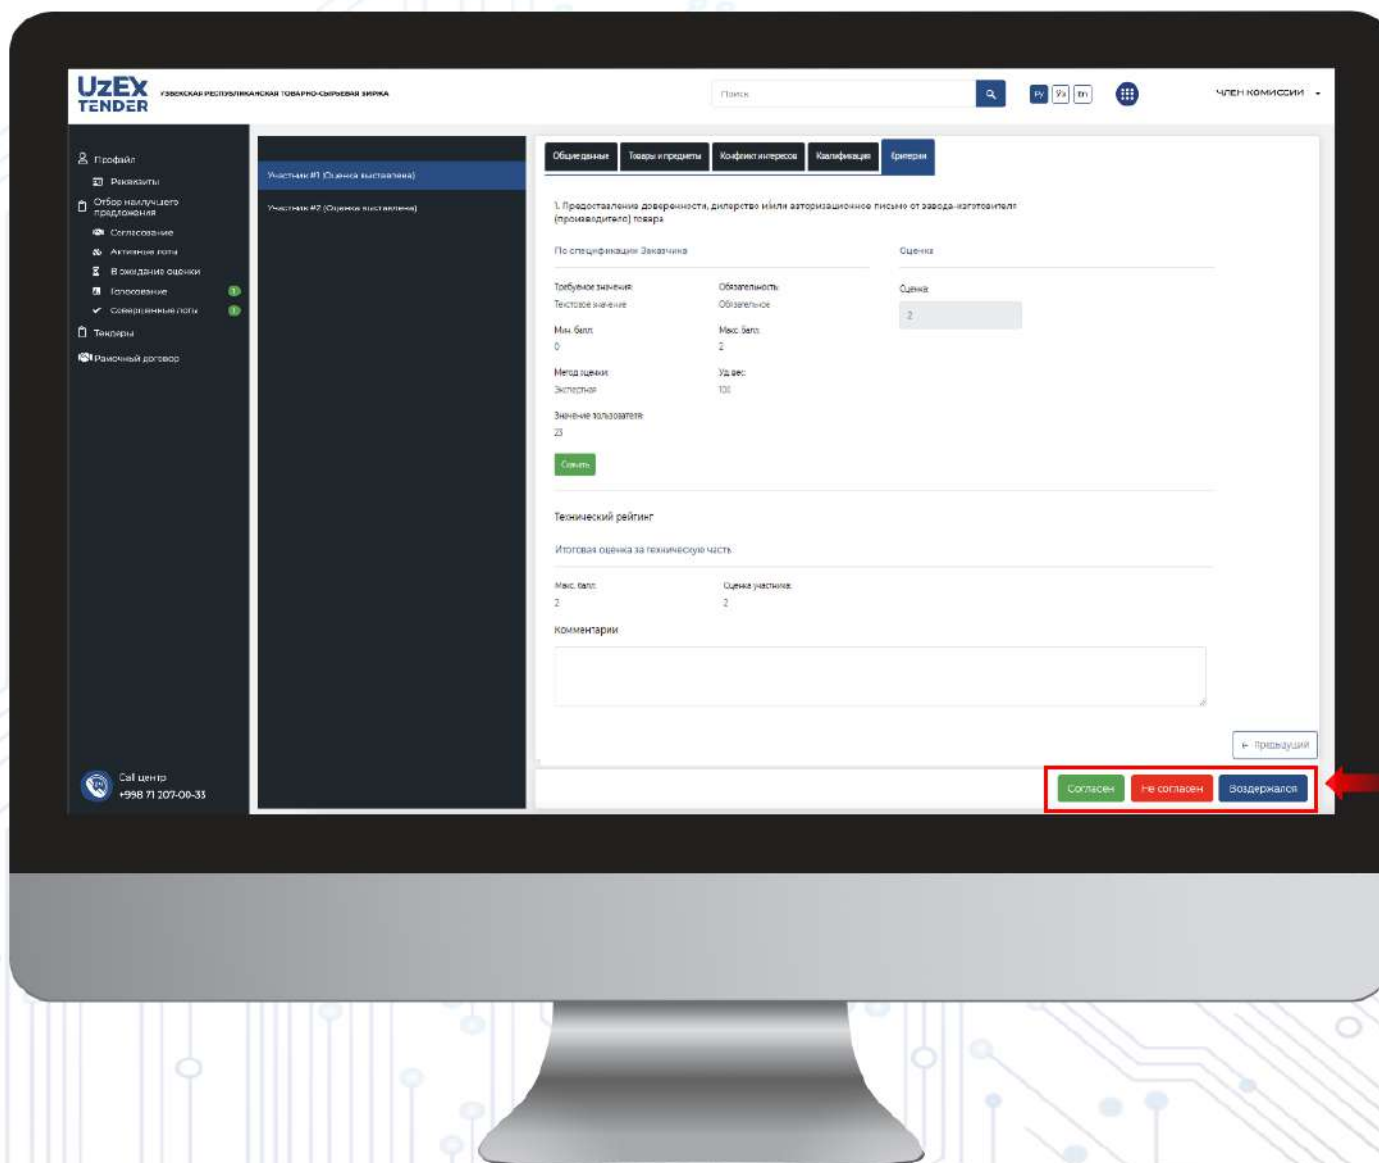 UzEX
TENDER
УЗБЕКСКАЯ РЕСПУБЛИКАНСКАЯ ТОВАРНО-СЫРЬЕВАЯ БИРЖА
Поиск
Ру Ўз En
ЧЛЕН КОМИССИИ
Профайл
Реквизиты
Отбор наилучшего
предложения
Согласование
Активные лоты
В ожидание оценки
Голосование 1
Совершенные лоты 1
Тендеры
Рамочный договор
Call центр
+998 71 207-00-33
Участник #1 (Оценка выставлена)
Участник #2 (Оценка выставлена)
Общие данные Товары и предметы Конфликт интересов Квалификация Критерии
1. Предоставление доверенности, дилерство и/или авторизационное письмо от завода-изготовителя
(производителя) товара
По спецификации Заказчика Оценка
Требуемое значения: Обязательность: Оценка:
Текстовое значение Обязательное 2
Мин. балл: Макс. балл:
0 2
Метод оценки: Уд. вес:
Экспертная 100
Значение пользователя:
23
Скачать
Технический рейтинг
Итоговая оценка за техническую часть
Макс. балл: Оценка участника:
2 2
Комментарии
← Предыдущий
Согласен Не согласен Воздержался